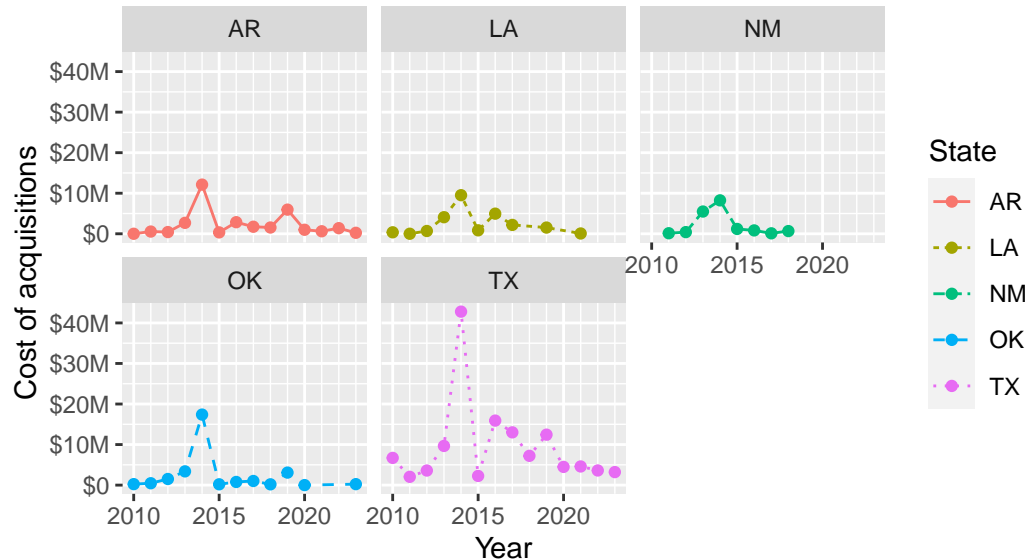 AR
LA
NM
$40M
$30M
$20M
$10M
$0
2010 2015 2020
OK
TX
$40M
$30M
$20M
$10M
$0
2010 2015 2020
2010 2015 2020
Cost of acquisitions
Year
State
AR
LA
NM
OK
TX